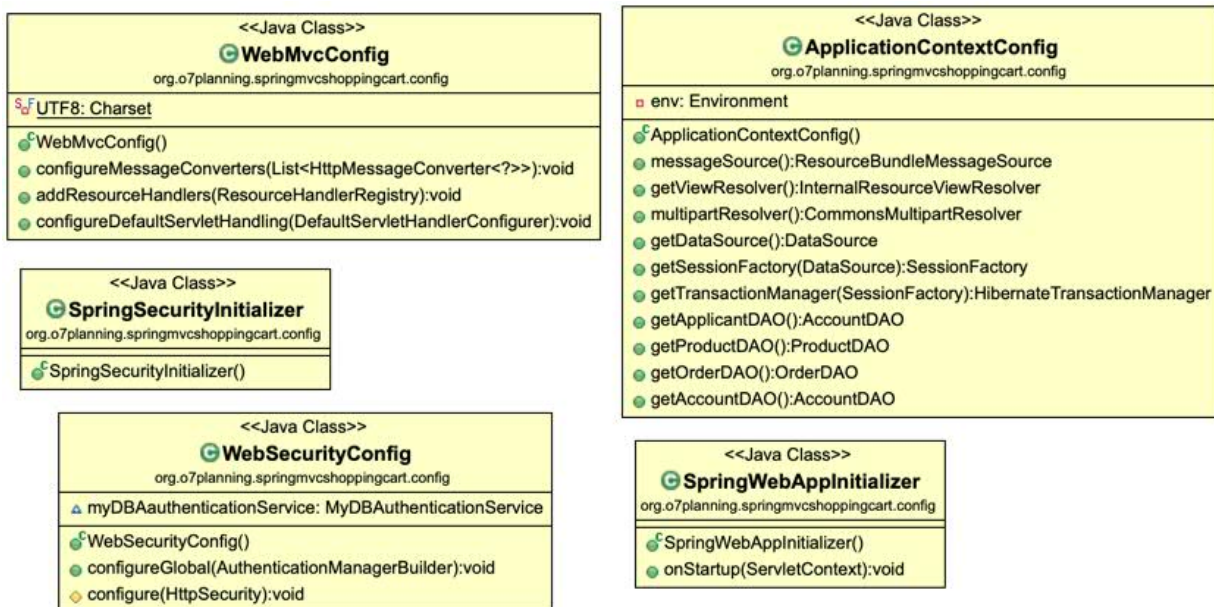 <<Java Class>>
WebMvcConfig
org.o7planning.springmvcshoppingcart.config
UTF8: Charset
WebMvcConfig()
configureMessageConverters(List<HttpMessageConverter<?>>):void
addResourceHandlers(ResourceHandlerRegistry):void
configureDefaultServletHandling(DefaultServletHandlerConfigurer):void
<<Java Class>>
ApplicationContextConfig
org.o7planning.springmvcshoppingcart.config
env: Environment
ApplicationContextConfig()
messageSource():ResourceBundleMessageSource
getViewResolver():InternalResourceViewResolver
multipartResolver():CommonsMultipartResolver
getDataSource():DataSource
getSessionFactory(DataSource):SessionFactory
getTransactionManager(SessionFactory):HibernateTransactionManager
getApplicantDAO():AccountDAO
getProductDAO():ProductDAO
getOrderDAO():OrderDAO
getAccountDAO():AccountDAO
<<Java Class>>
SpringSecurityInitializer
org.o7planning.springmvcshoppingcart.config
SpringSecurityInitializer()
<<Java Class>>
WebSecurityConfig
org.o7planning.springmvcshoppingcart.config
myDBAauthenticationService: MyDBAuthenticationService
WebSecurityConfig()
configureGlobal(AuthenticationManagerBuilder):void
configure(HttpSecurity):void
<<Java Class>>
SpringWebAppInitializer
org.o7planning.springmvcshoppingcart.config
SpringWebAppInitializer()
onStartup(ServletContext):void